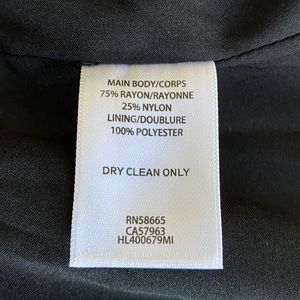 MAIN BODY/CORPS
75% RAYON/RAYONNE
25% NYLON
LINING/DOUBLURE
100% POLYESTER
DRY CLEAN ONLY
RN58665
CA57963
HL400679MI